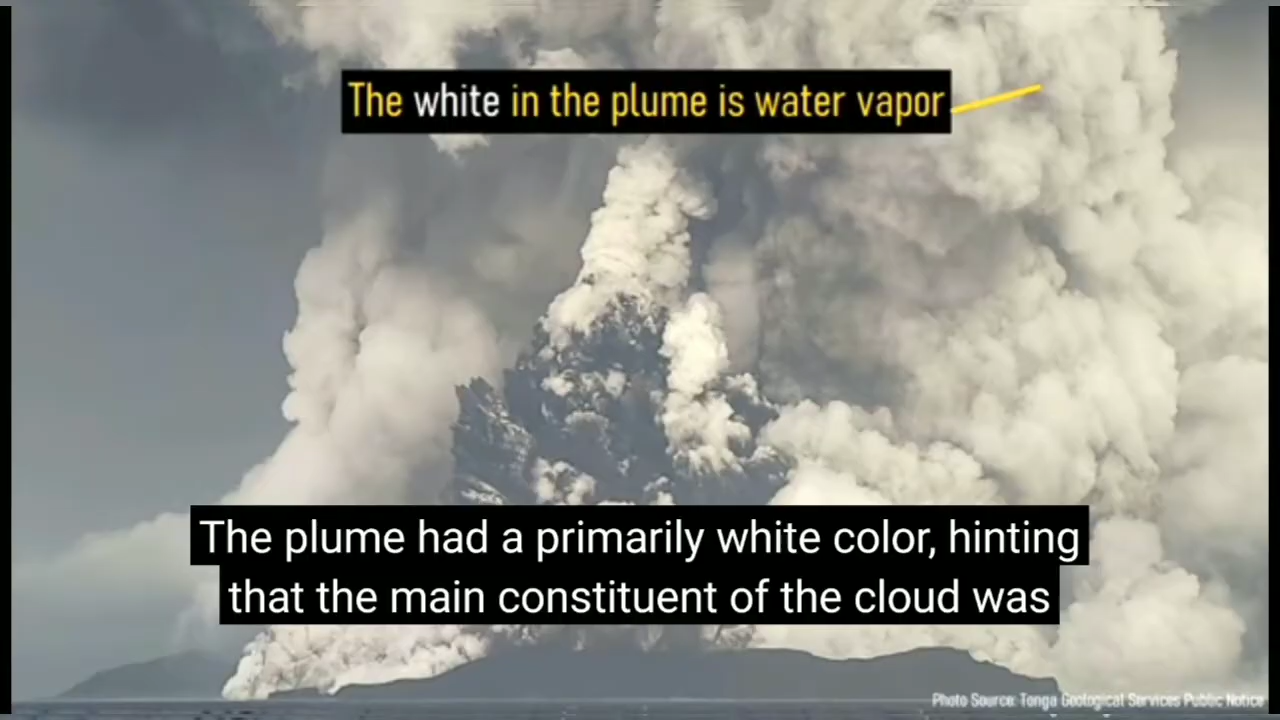 The white in the plume is water vapor
The plume had a primarily white color, hinting
that the main constituent of the cloud was
Photo Source: Tonga Geological Services Public Notice